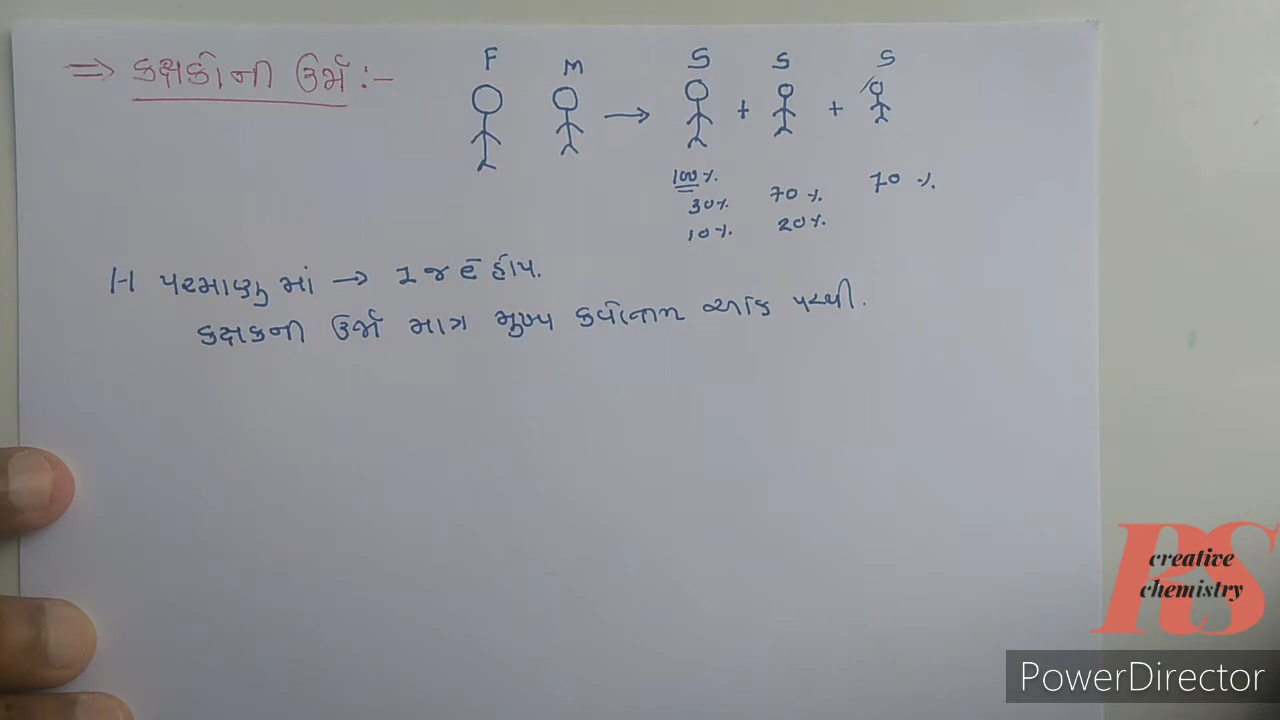 ⇒ કક્ષકોની ઉર્જા :-
F M → S + S + S
100% 70% 70%
30% 20%
10%
H પરમાણુ માં → 1 જ e⁻ હોય.
કક્ષકની ઉર્જા માત્ર મુખ્ય ક્વોન્ટમ આંક પરથી.
RS
creative
chemistry
PowerDirector